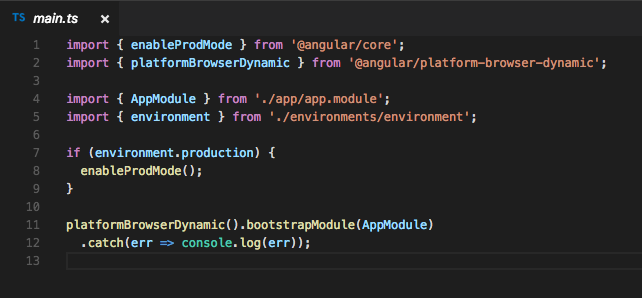 TS main.ts ×
1 import { enableProdMode } from '@angular/core';
2 import { platformBrowserDynamic } from '@angular/platform-browser-dynamic';
3
4 import { AppModule } from './app/app.module';
5 import { environment } from './environments/environment';
6
7 if (environment.production) {
8   enableProdMode();
9 }
10
11 platformBrowserDynamic().bootstrapModule(AppModule)
12   .catch(err => console.log(err));
13